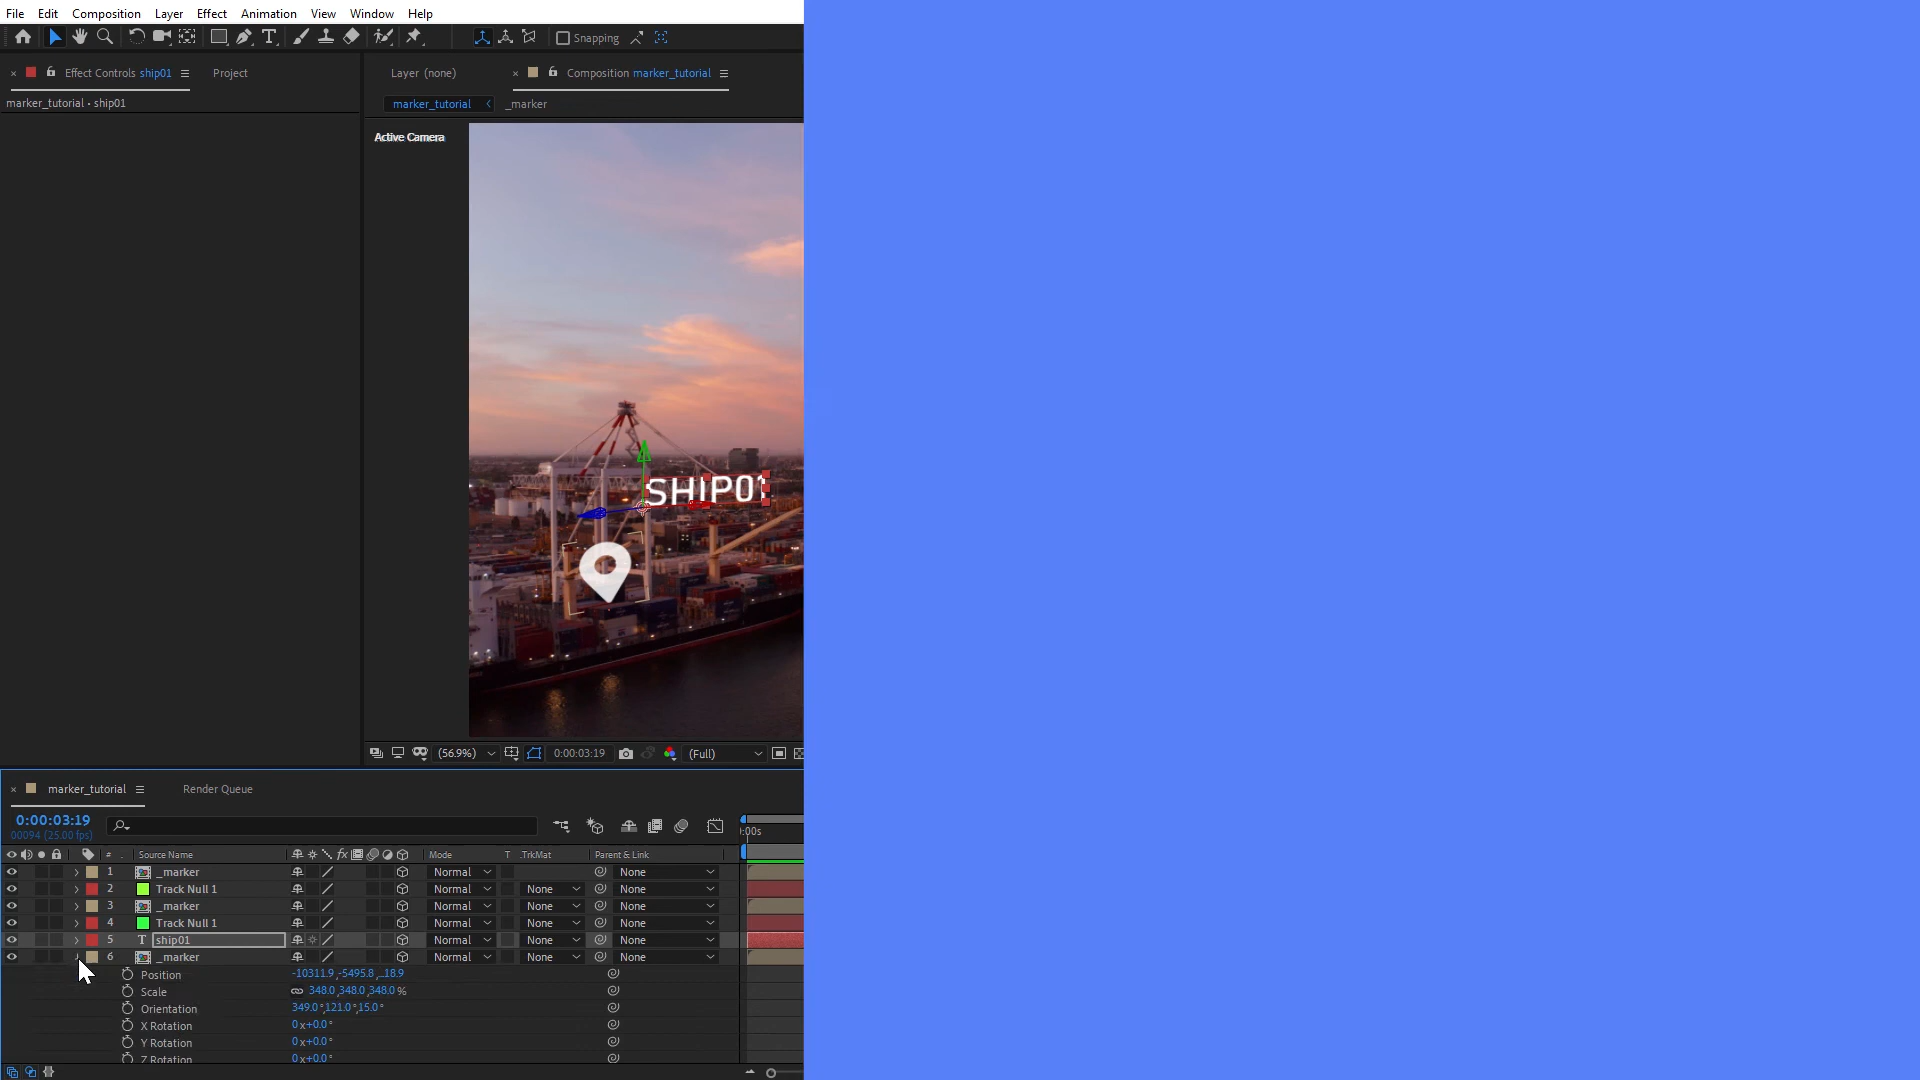 File Edit Composition Layer Effect Animation View Window Help
Snapping
× Effect Controls ship01 Project
Layer (none) × Composition marker_tutorial
marker_tutorial • ship01
marker_tutorial _marker
Active Camera
SHIP01
(56.9%) 0:00:03:19 (Full)
× marker_tutorial Render Queue
0:00:03:19
00094 (25.00 fps)
:00s
# Source Name Mode T .TrkMat Parent & Link
1 _marker Normal None
2 Track Null 1 Normal None None
3 _marker Normal None None
4 Track Null 1 Normal None None
5 T ship01 Normal None None
6 _marker Normal None None
Position -10311.9,-5495.8,...18.9
Scale 348.0,348.0,348.0%
Orientation 349.0°,121.0°,15.0°
X Rotation 0x+0.0°
Y Rotation 0x+0.0°
Z Rotation 0x+0.0°